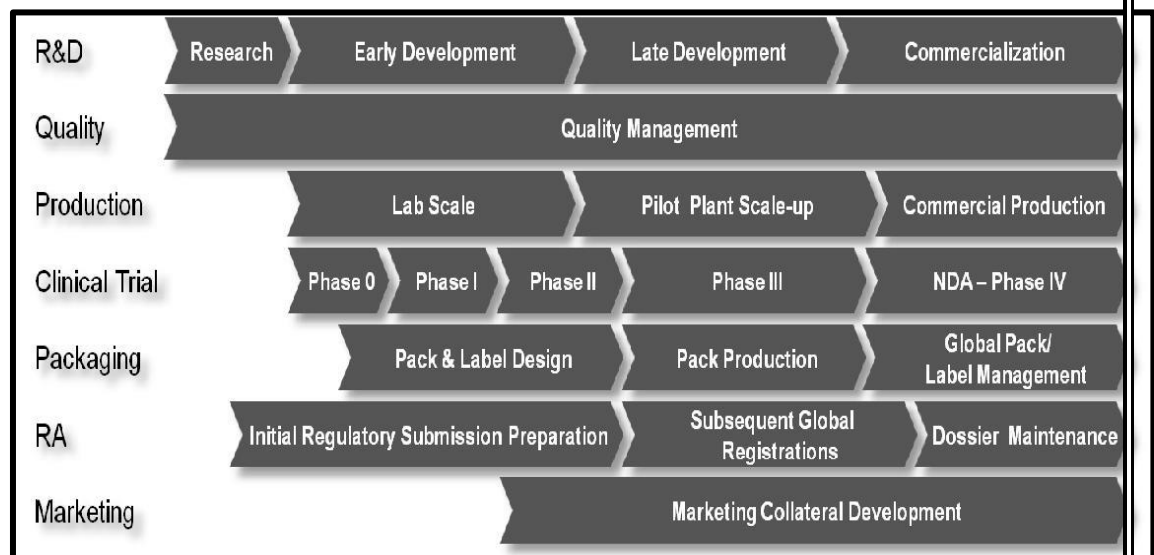 R&D Research Early Development Late Development Commercialization
Quality Quality Management
Production Lab Scale Pilot Plant Scale-up Commercial Production
Clinical Trial Phase 0 Phase I Phase II Phase III NDA – Phase IV
Packaging Pack & Label Design Pack Production Global Pack/
Label Management
RA Initial Regulatory Submission Preparation Subsequent Global
Registrations Dossier Maintenance
Marketing Marketing Collateral Development